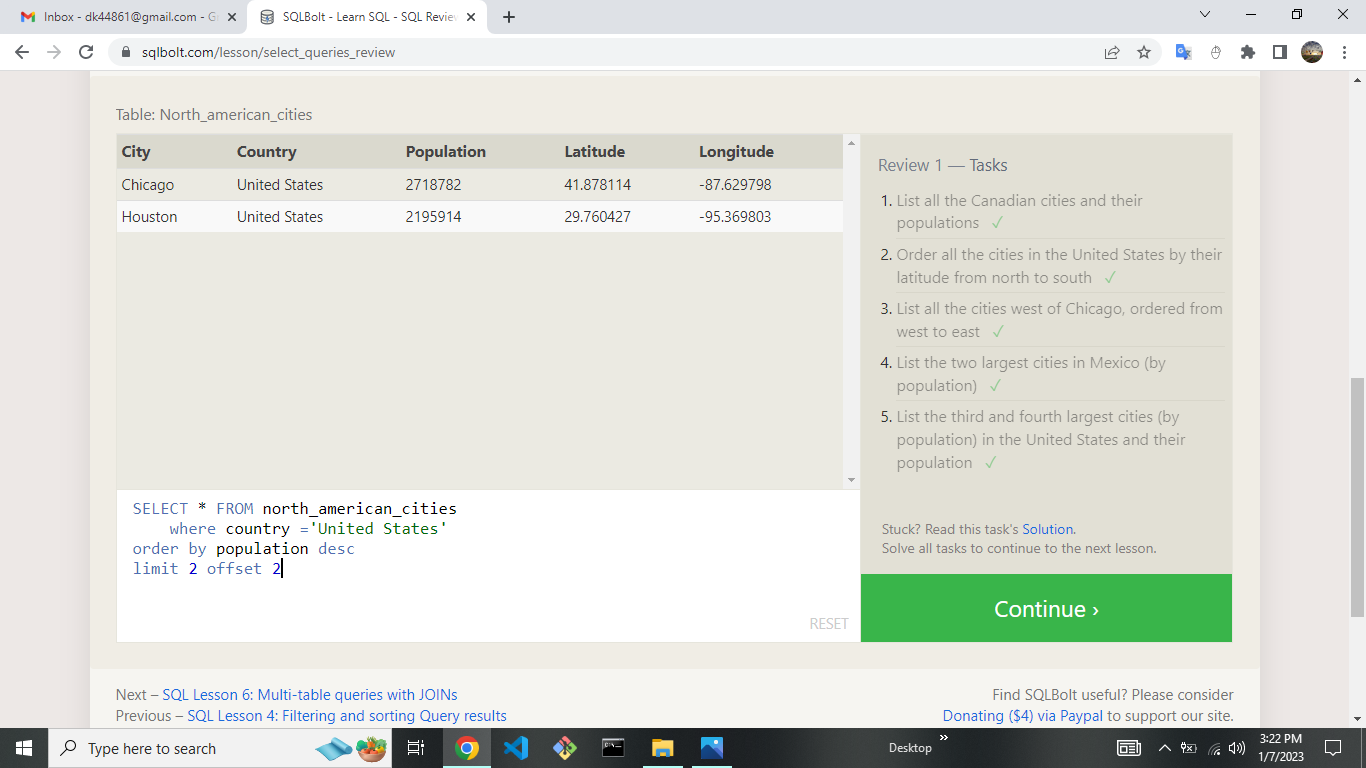 Inbox - dk44861@gmail.com - G
SQLBolt - Learn SQL - SQL Review
sqlbolt.com/lesson/select_queries_review
Table: North_american_cities
City Country Population Latitude Longitude
Chicago United States 2718782 41.878114 -87.629798
Houston United States 2195914 29.760427 -95.369803
Review 1 — Tasks
1. List all the Canadian cities and their
populations ✓
2. Order all the cities in the United States by their
latitude from north to south ✓
3. List all the cities west of Chicago, ordered from
west to east ✓
4. List the two largest cities in Mexico (by
population) ✓
5. List the third and fourth largest cities (by
population) in the United States and their
population ✓
SELECT * FROM north_american_cities
where country ='United States'
order by population desc
limit 2 offset 2
RESET
Stuck? Read this task's Solution.
Solve all tasks to continue to the next lesson.
Continue ›
Next – SQL Lesson 6: Multi-table queries with JOINs
Previous – SQL Lesson 4: Filtering and sorting Query results
Find SQLBolt useful? Please consider
Donating ($4) via Paypal to support our site.
Type here to search
Desktop
3:22 PM
1/7/2023